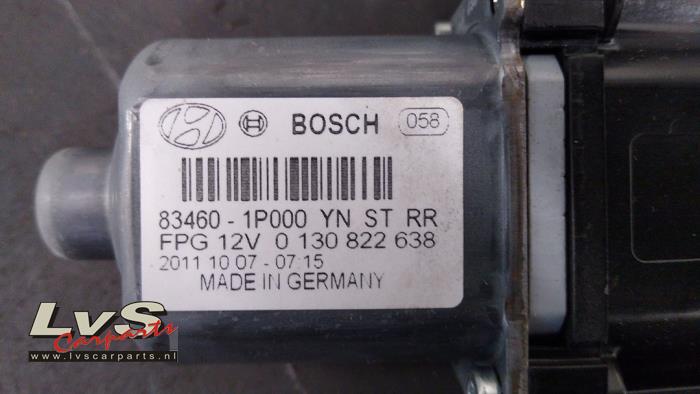 BOSCH 058
83460 - 1P000 YN ST RR
FPG 12V 0 130 822 638
2011 10 07 - 07:15
MADE IN GERMANY
LvS
Carparts
www.lvscarparts.nl